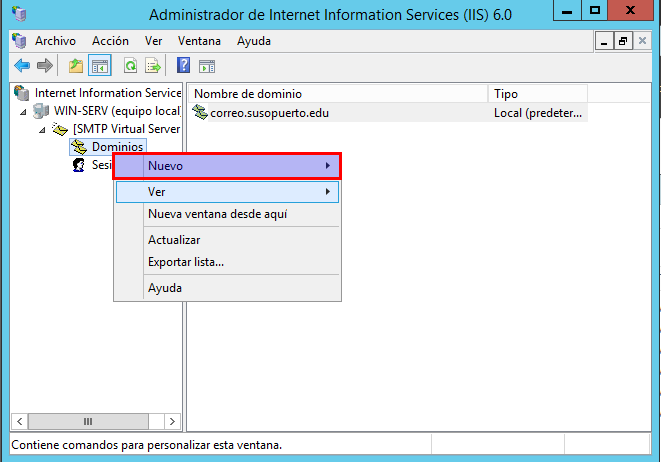 Administrador de Internet Information Services (IIS) 6.0
Archivo Acción Ver Ventana Ayuda
Internet Information Service
WIN-SERV (equipo local
[SMTP Virtual Server
Dominios
Sesi
Nombre de dominio Tipo
correo.susopuerto.edu Local (predeter...
Nuevo
Ver
Nueva ventana desde aquí
Actualizar
Exportar lista...
Ayuda
Contiene comandos para personalizar esta ventana.